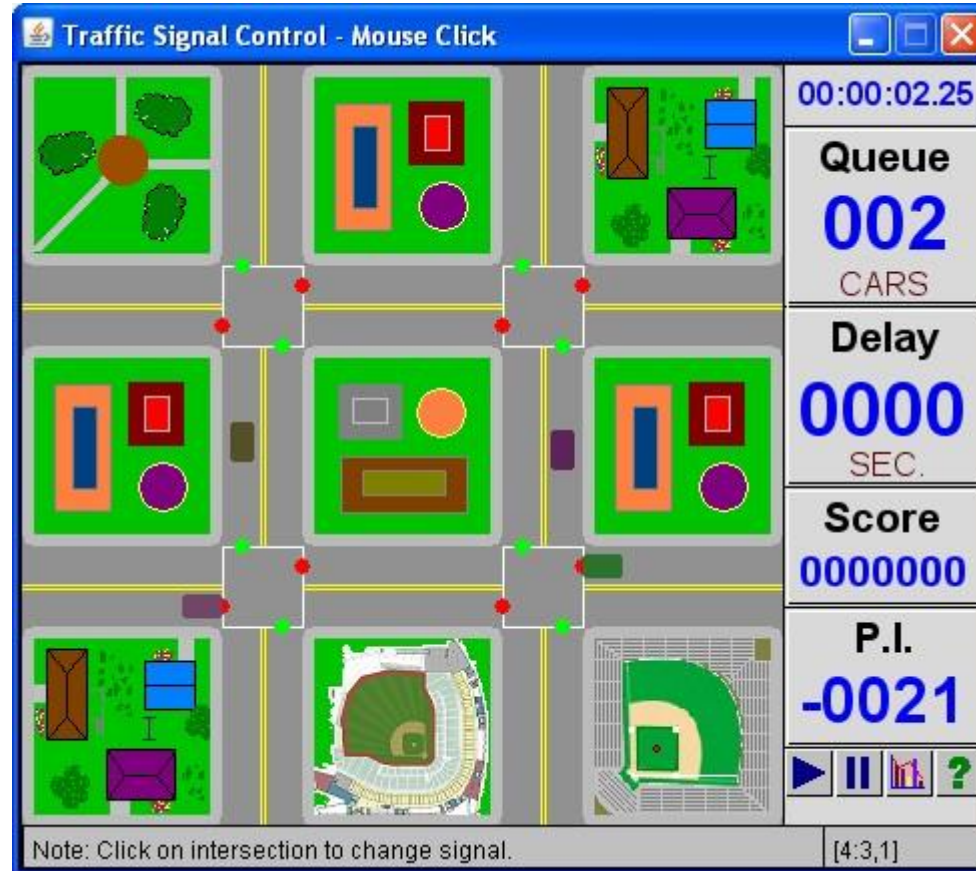 Traffic Signal Control - Mouse Click
00:00:02.25
Queue
002
CARS
Delay
0000
SEC.
Score
0000000
P.I.
-0021
?
Note: Click on intersection to change signal.
[4:3,1]